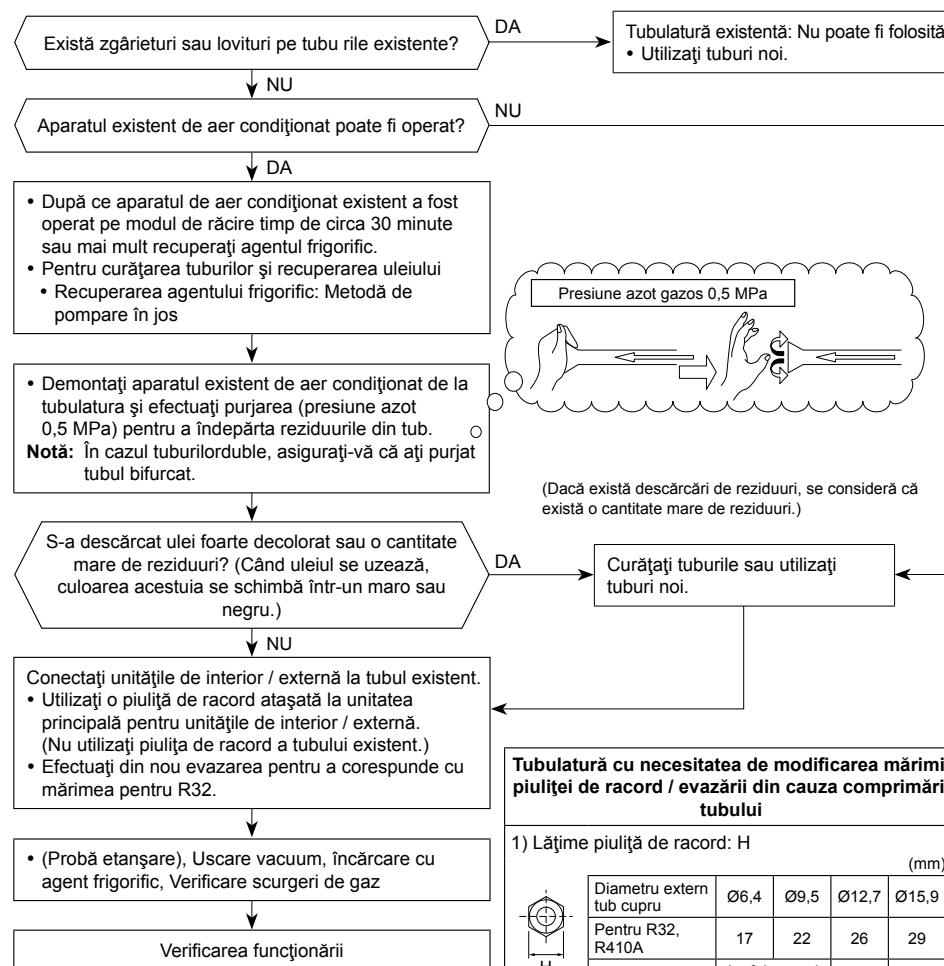 Există zgârieturi sau lovituri pe tubu rile existente?
DA
Tubulatură existentă: Nu poate fi folosită
• Utilizaţi tuburi noi.
NU
Aparatul existent de aer condiţionat poate fi operat?
NU
DA
• După ce aparatul de aer condiţionat existent a fost
operat pe modul de răcire timp de circa 30 minute
sau mai mult recuperaţi agentul frigorific.
• Pentru curăţarea tuburilor şi recuperarea uleiului
• Recuperarea agentului frigorific: Metodă de
pompare în jos
Presiune azot gazos 0,5 MPa
• Demontaţi aparatul existent de aer condiţionat de la
tubulatura şi efectuaţi purjarea (presiune azot
0,5 MPa) pentru a îndepărta reziduurile din tub.
Notă: În cazul tuburilorduble, asiguraţi-vă că aţi purjat
tubul bifurcat.
(Dacă există descărcări de reziduuri, se consideră că
există o cantitate mare de reziduuri.)
S-a descărcat ulei foarte decolorat sau o cantitate
mare de reziduuri? (Când uleiul se uzează,
culoarea acestuia se schimbă într-un maro sau
negru.)
DA
Curăţaţi tuburile sau utilizaţi
tuburi noi.
NU
Conectaţi unităţile de interior / externă la tubul existent.
• Utilizaţi o piuliţă de racord ataşată la unitatea
principală pentru unităţile de interior / externă.
(Nu utilizaţi piuliţa de racord a tubului existent.)
• Efectuaţi din nou evazarea pentru a corespunde cu
mărimea pentru R32.
• (Probă etanşare), Uscare vacuum, încărcare cu
agent frigorific, Verificare scurgeri de gaz
Verificarea funcţionării
Tubulatură cu necesitatea de modificarea mărimi
piuliţei de racord / evazării din cauza comprimări
tubului
1) Lăţime piuliţă de racord: H
(mm)
Diametru extern
tub cupru
Ø6,4 Ø9,5 Ø12,7 Ø15,9
Pentru R32,
R410A
17 22 26 29
H